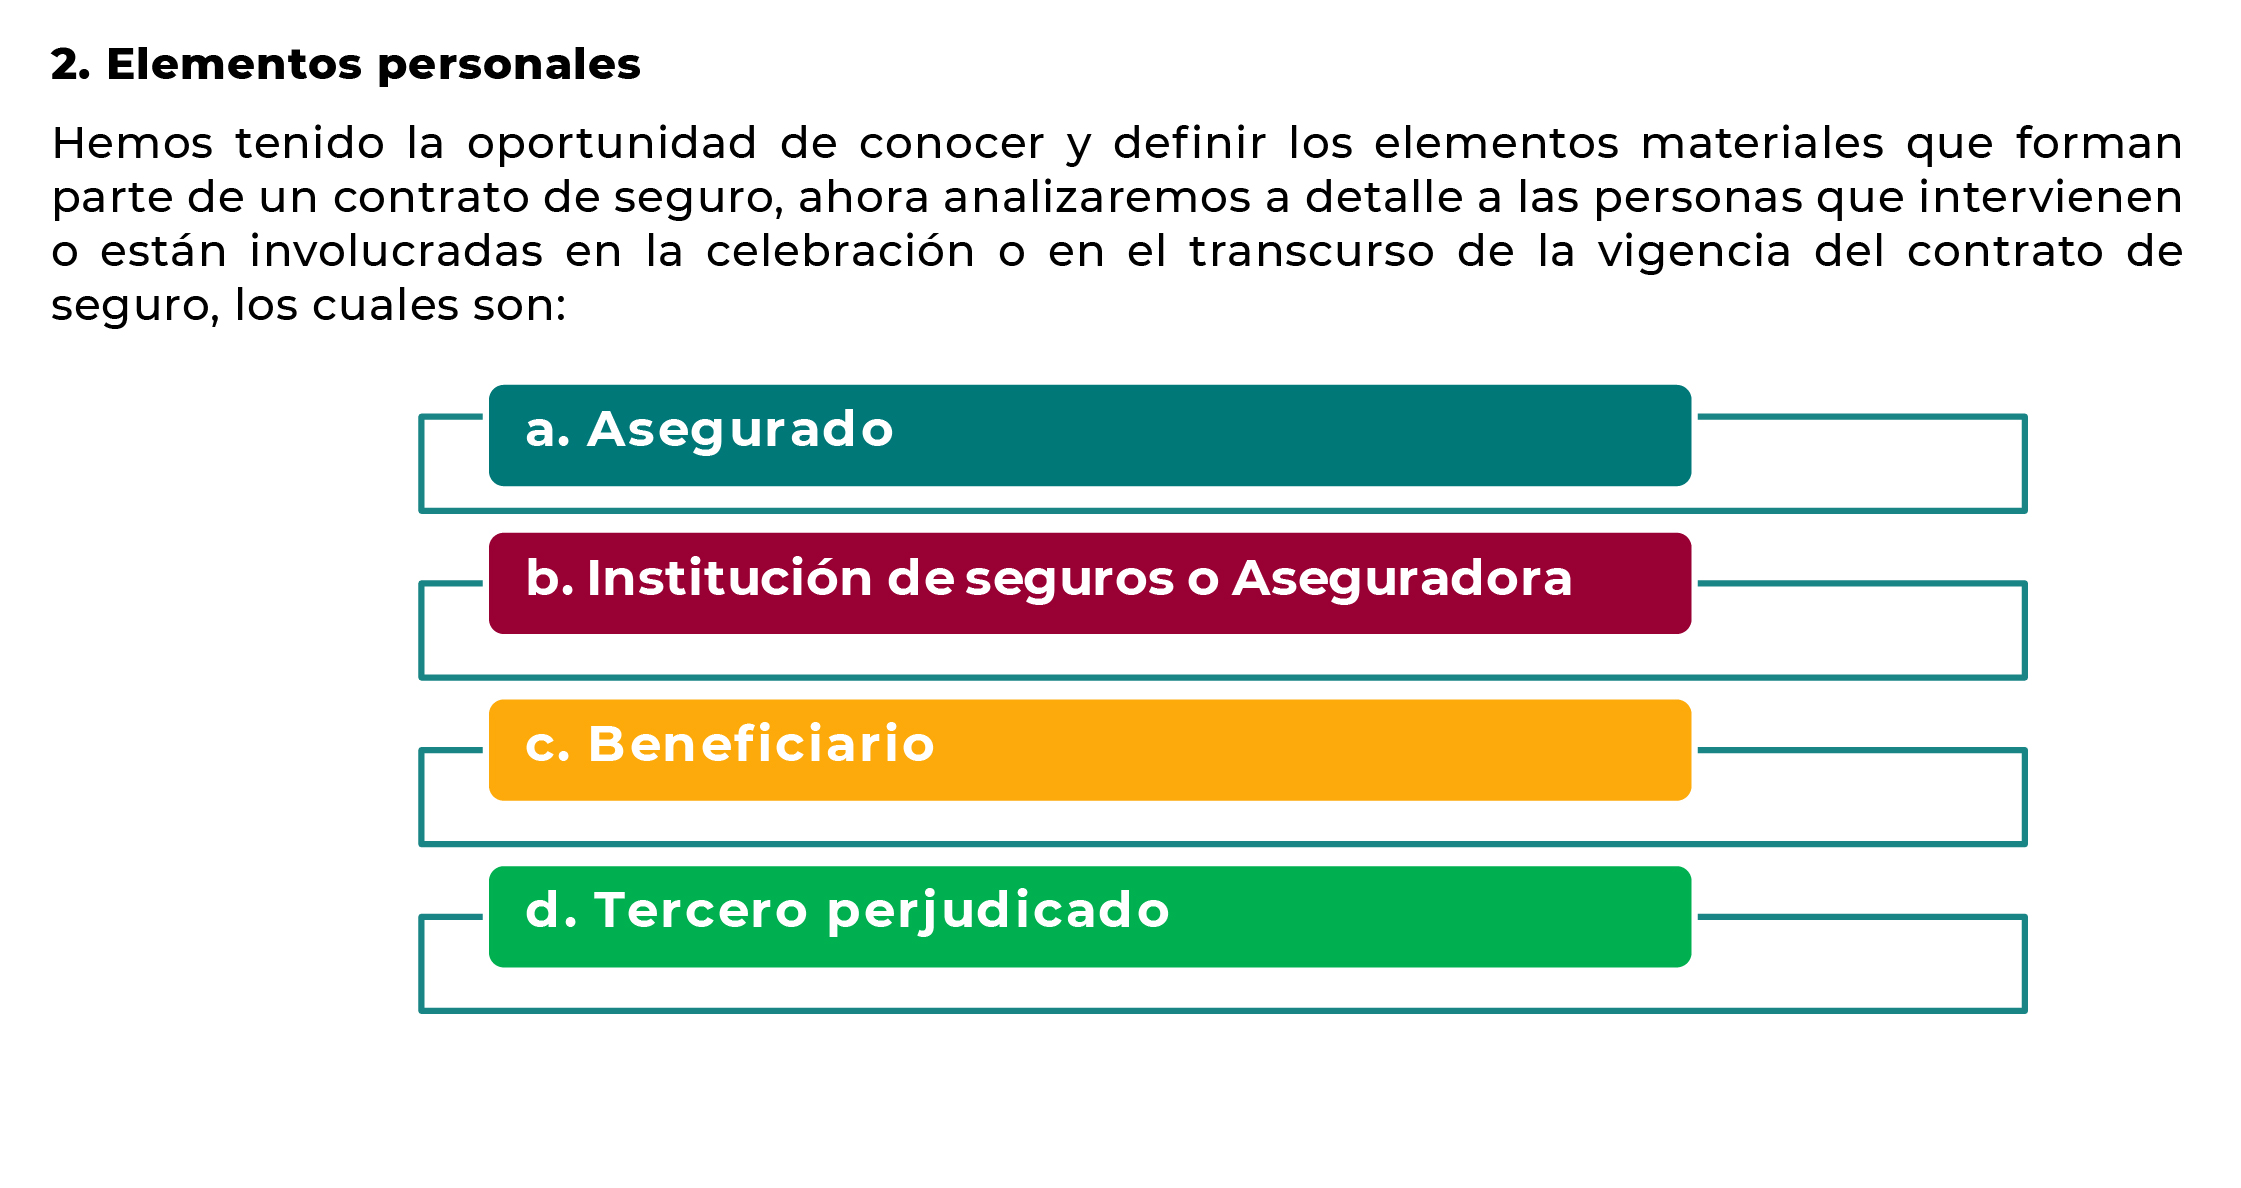 2. Elementos personales
Hemos tenido la oportunidad de conocer y definir los elementos materiales que forman
parte de un contrato de seguro, ahora analizaremos a detalle a las personas que intervienen
o están involucradas en la celebración o en el transcurso de la vigencia del contrato de
seguro, los cuales son:
a. Asegurado
b. Institución de seguros o Aseguradora
c. Beneficiario
d. Tercero perjudicado